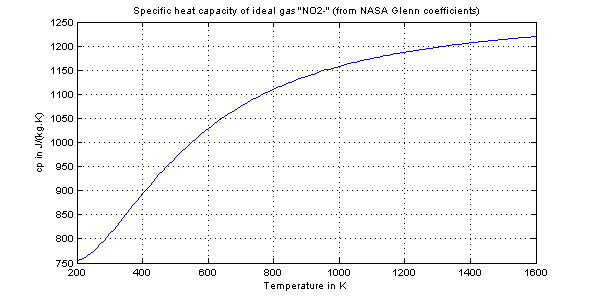 Specific heat capacity of ideal gas "NO2-" (from NASA Glenn coefficients)
1250
1200
1150
1100
1050
1000
950
900
850
800
750
cp in J/(kg.K)
200 400 600 800 1000 1200 1400 1600
Temperature in K